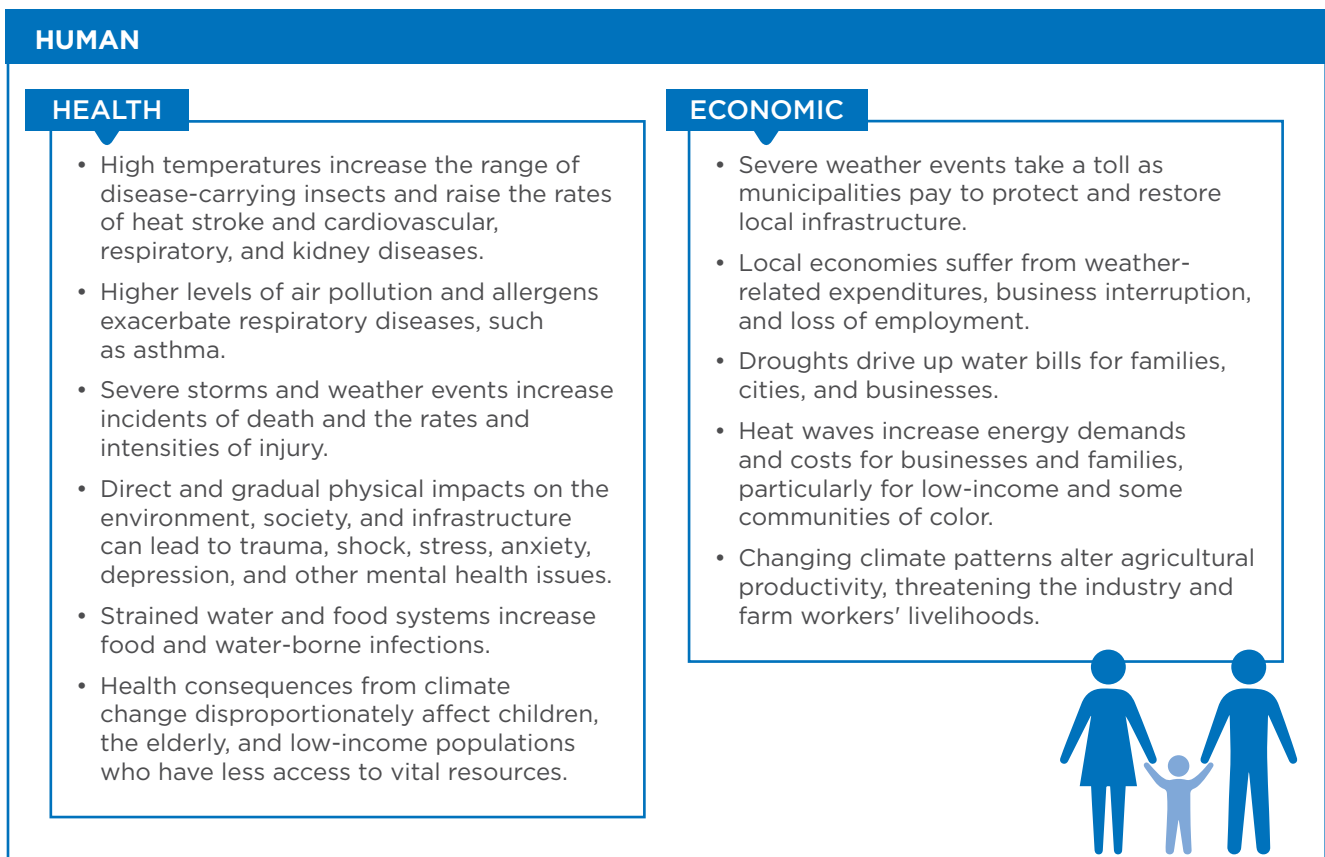 HUMAN
HEALTH
• High temperatures increase the range of
disease-carrying insects and raise the rates
of heat stroke and cardiovascular,
respiratory, and kidney diseases.
• Higher levels of air pollution and allergens
exacerbate respiratory diseases, such
as asthma.
• Severe storms and weather events increase
incidents of death and the rates and
intensities of injury.
• Direct and gradual physical impacts on the
environment, society, and infrastructure
can lead to trauma, shock, stress, anxiety,
depression, and other mental health issues.
• Strained water and food systems increase
food and water-borne infections.
• Health consequences from climate
change disproportionately affect children,
the elderly, and low-income populations
who have less access to vital resources.
ECONOMIC
• Severe weather events take a toll as
municipalities pay to protect and restore
local infrastructure.
• Local economies suffer from weather-
related expenditures, business interruption,
and loss of employment.
• Droughts drive up water bills for families,
cities, and businesses.
• Heat waves increase energy demands
and costs for businesses and families,
particularly for low-income and some
communities of color.
• Changing climate patterns alter agricultural
productivity, threatening the industry and
farm workers' livelihoods.